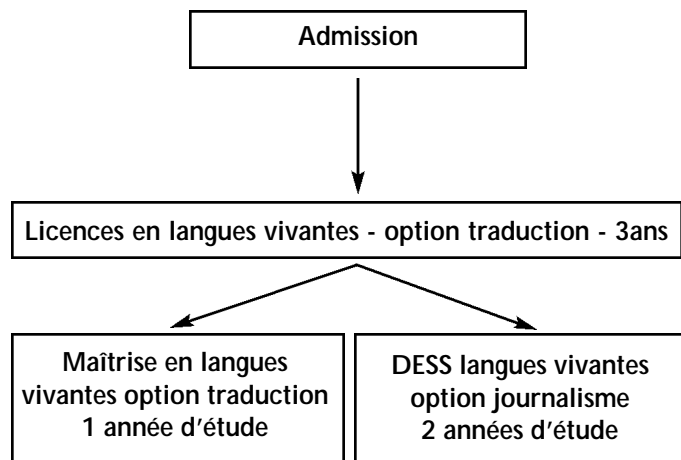 Admission
Licences en langues vivantes - option traduction - 3ans
Maîtrise en langues
vivantes option traduction
1 année d'étude
DESS langues vivantes
option journalisme
2 années d'étude